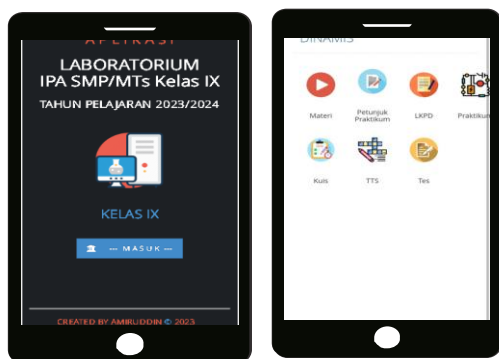 APLIKASI
LABORATORIUM
IPA SMP/MTs Kelas IX
TAHUN PELAJARAN 2023/2024
KELAS IX
--- MASUK ---
CREATED BY AMIRUDDIN © 2023
DINAMIS
Materi
Petunjuk
Praktikum
LKPD
Praktikum
Kuis
TTS
Tes